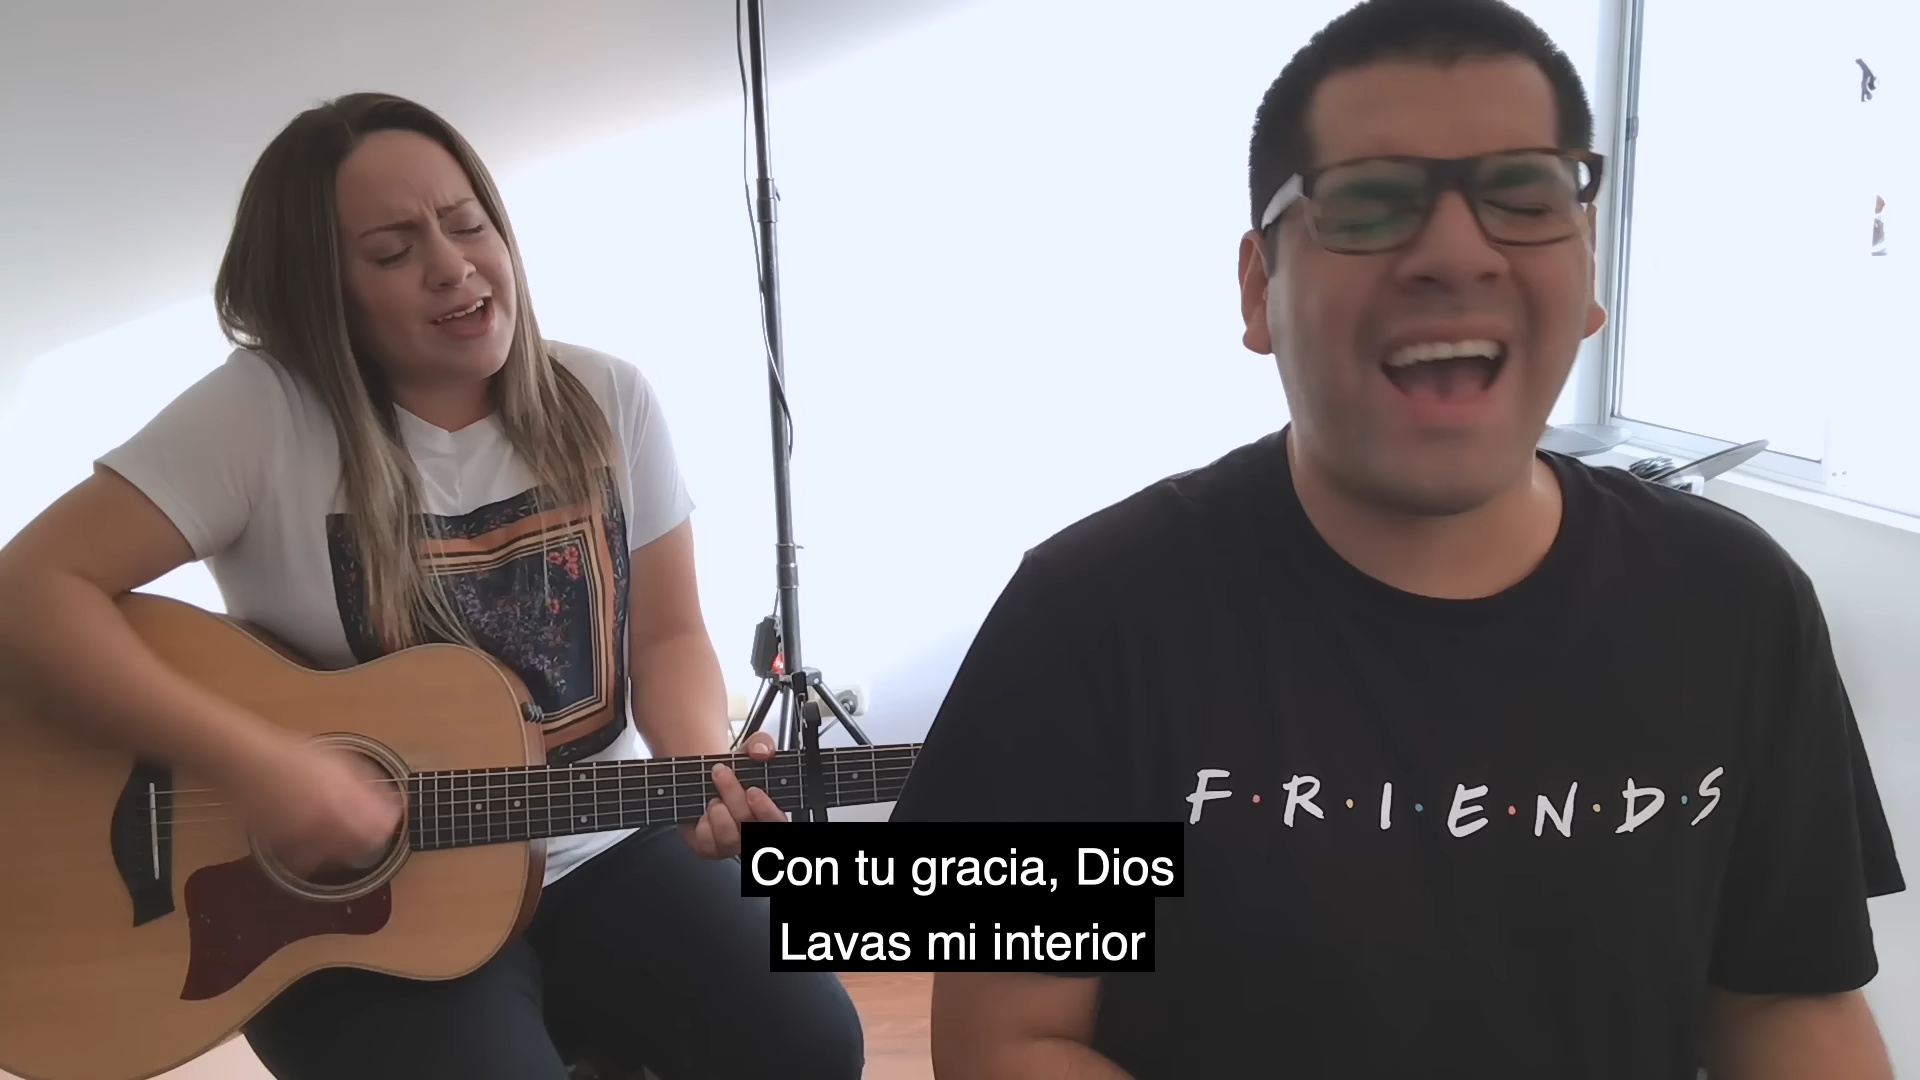 F·R·I·E·N·D·S
Con tu gracia, Dios
Lavas mi interior